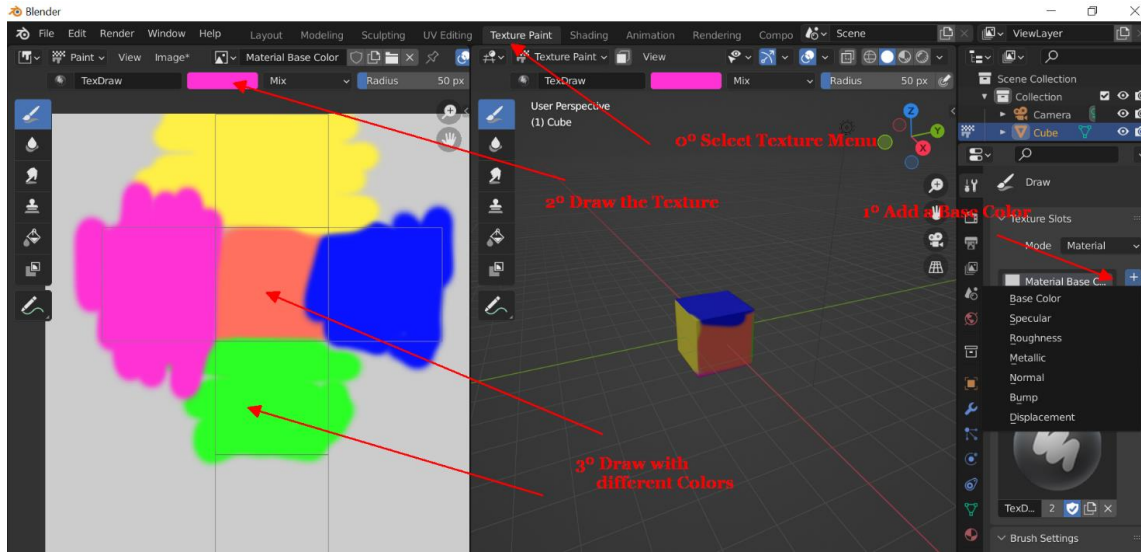 Blender
File Edit Render Window Help Layout Modeling Sculpting UV Editing Texture Paint Shading Animation Rendering Compo Scene ViewLayer
Paint View Image* Material Base Color Texture Paint View
TexDraw Mix Radius 50 px TexDraw Mix Radius 50 px
User Perspective
(1) Cube
Z
Y
X
Scene Collection
Collection
Camera
Cube
Draw
Texture Slots
Mode Material
Material Base C...
Base Color
Specular
Roughness
Metallic
Normal
Bump
Displacement
TexD... 2
Brush Settings
0º Select Texture Menu
1º Add a Base Color
2º Draw the Texture
3º Draw with
different Colors